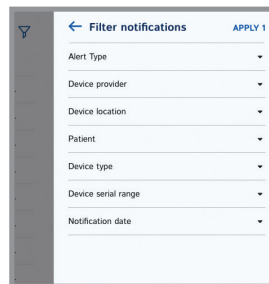 Filter notifications
APPLY 1
Alert Type
Device provider
Device location
Patient
Device type
Device serial range
Notification date